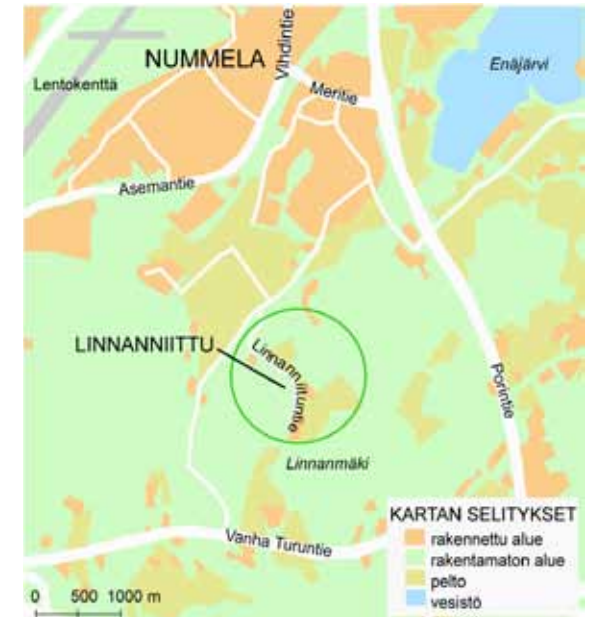 NUMMELA
Vihdintie
Enäjärvi
Lentokenttä
Meritie
Asemantie
LINNANNIITTU
Linnanniituntie
Porintie
Linnanmäki
Vanha Turuntie
KARTAN SELITYKSET
rakennettu alue
rakentamaton alue
pelto
vesistö
0 500 1000 m